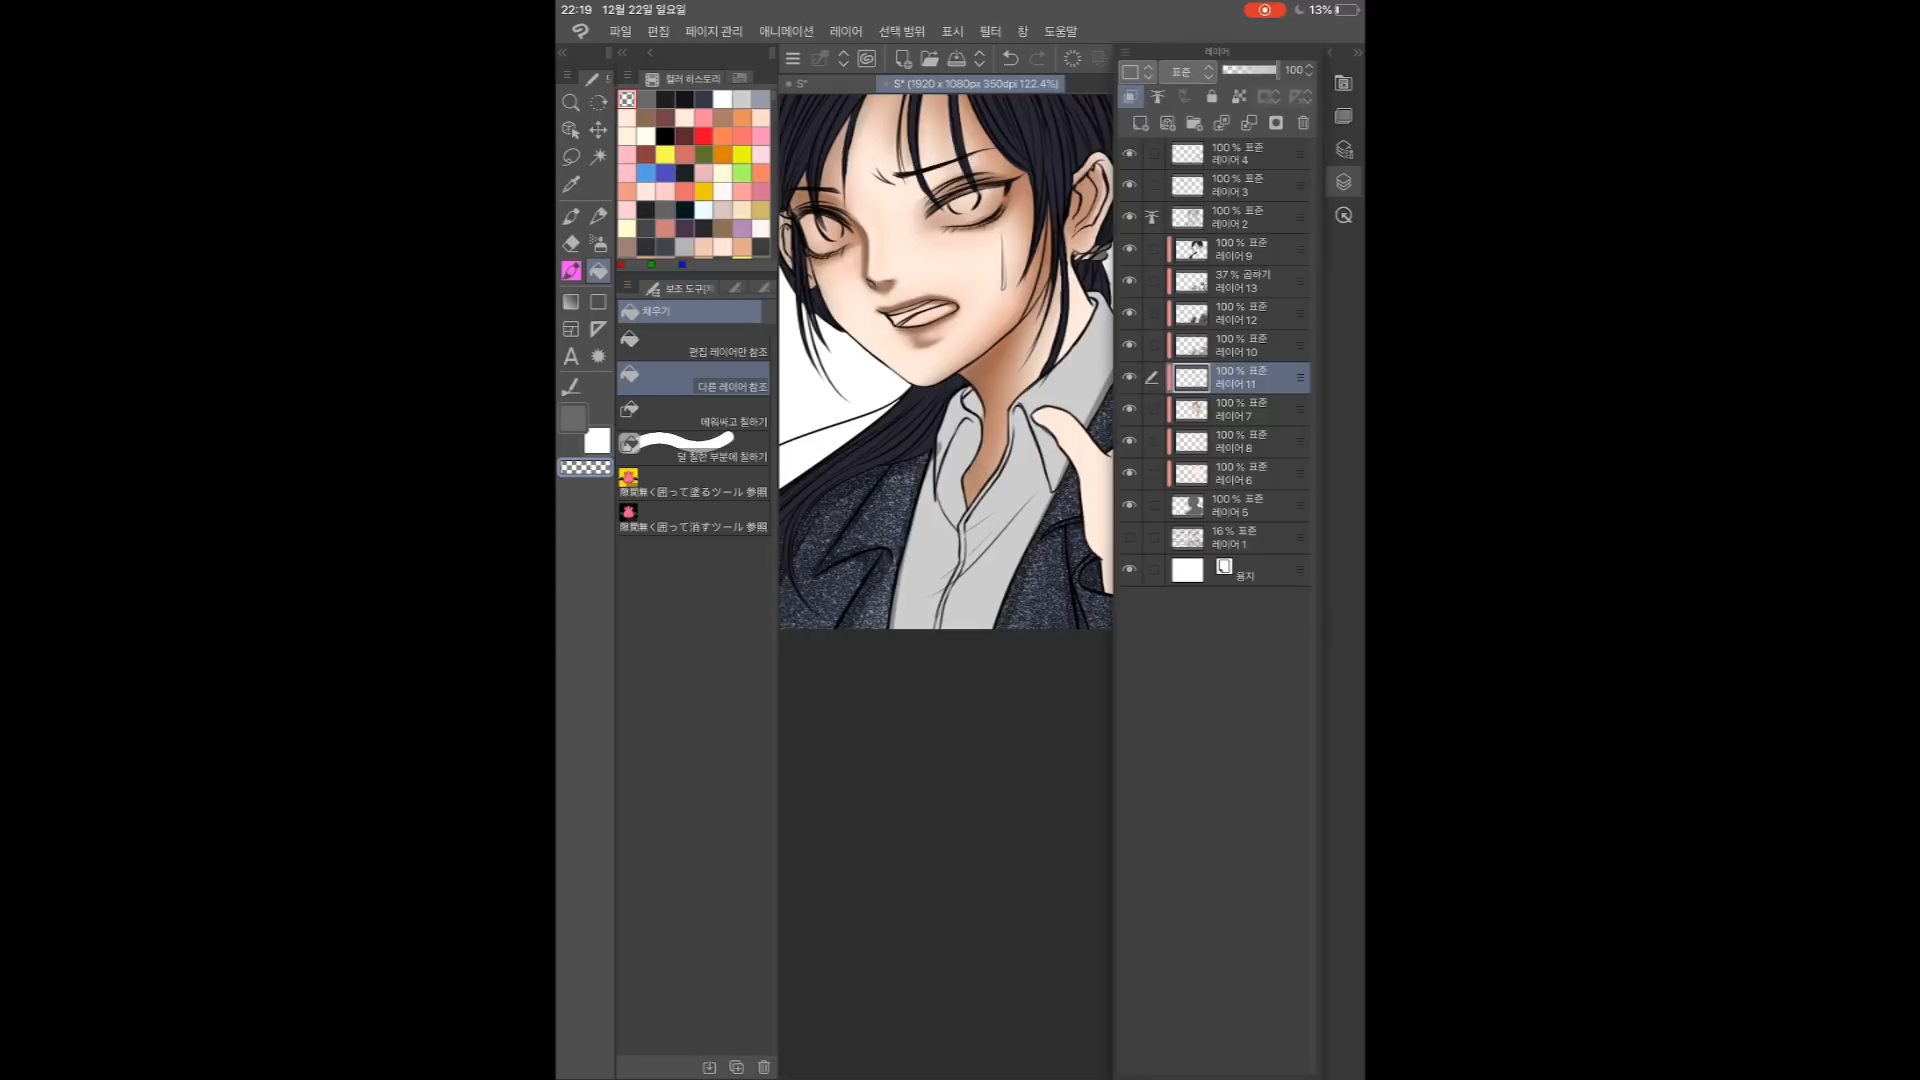 22:19 12월 22일 일요일
13%
파일 편집 페이지 관리 애니메이션 레이어 선택 범위 표시 필터 창 도움말
레이어
컬러 히스토리
S*
S* (1920 x 1080px 350dpi 122.4%)
표준
100
보조 도구
채우기
편집 레이어만 참조
다른 레이어 참조
에워싸고 칠하기
덜 칠한 부분에 칠하기
隙間無く囲って塗るツール 参照
隙間無く囲って消すツール 参照
A
100 % 표준
레이어 4
100 % 표준
레이어 3
100 % 표준
레이어 2
100 % 표준
레이어 9
37 % 곱하기
레이어 13
100 % 표준
레이어 12
100 % 표준
레이어 10
100 % 표준
레이어 11
100 % 표준
레이어 7
100 % 표준
레이어 8
100 % 표준
레이어 6
100 % 표준
레이어 5
16 % 표준
레이어 1
용지